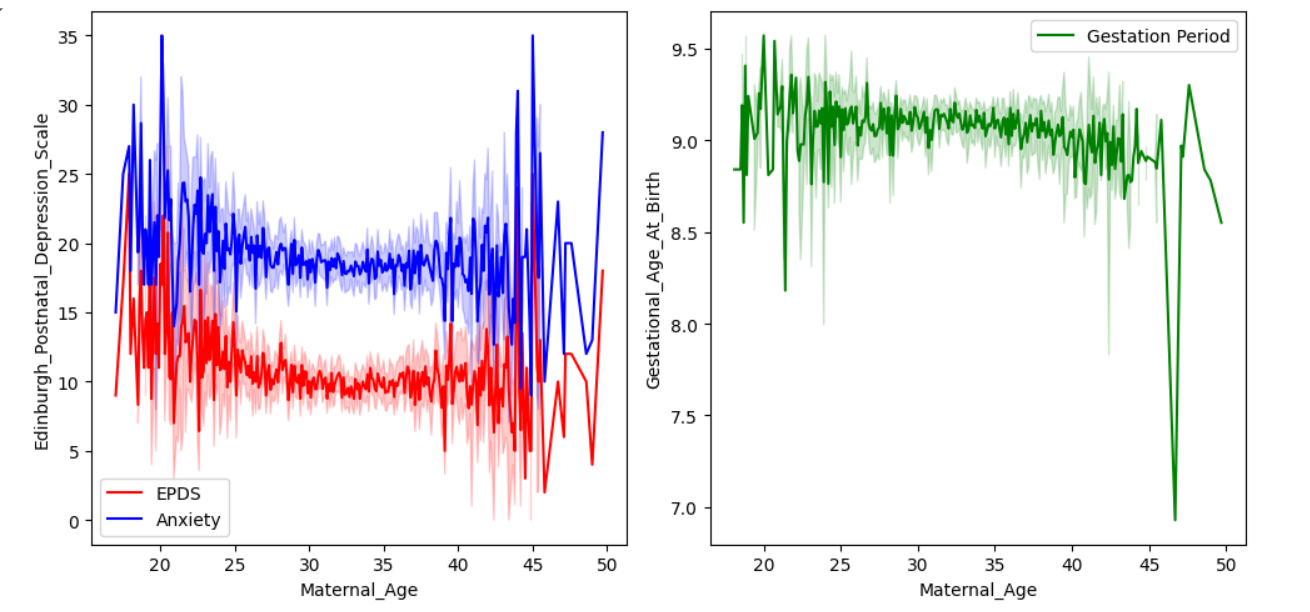 35
30
25
20
15
10
5
0
Edinburgh_Postnatal_Depression_Scale
EPDS
Anxiety
20 25 30 35 40 45 50
Maternal_Age
9.5
9.0
8.5
8.0
7.5
7.0
Gestational_Age_At_Birth
Gestation Period
20 25 30 35 40 45 50
Maternal_Age